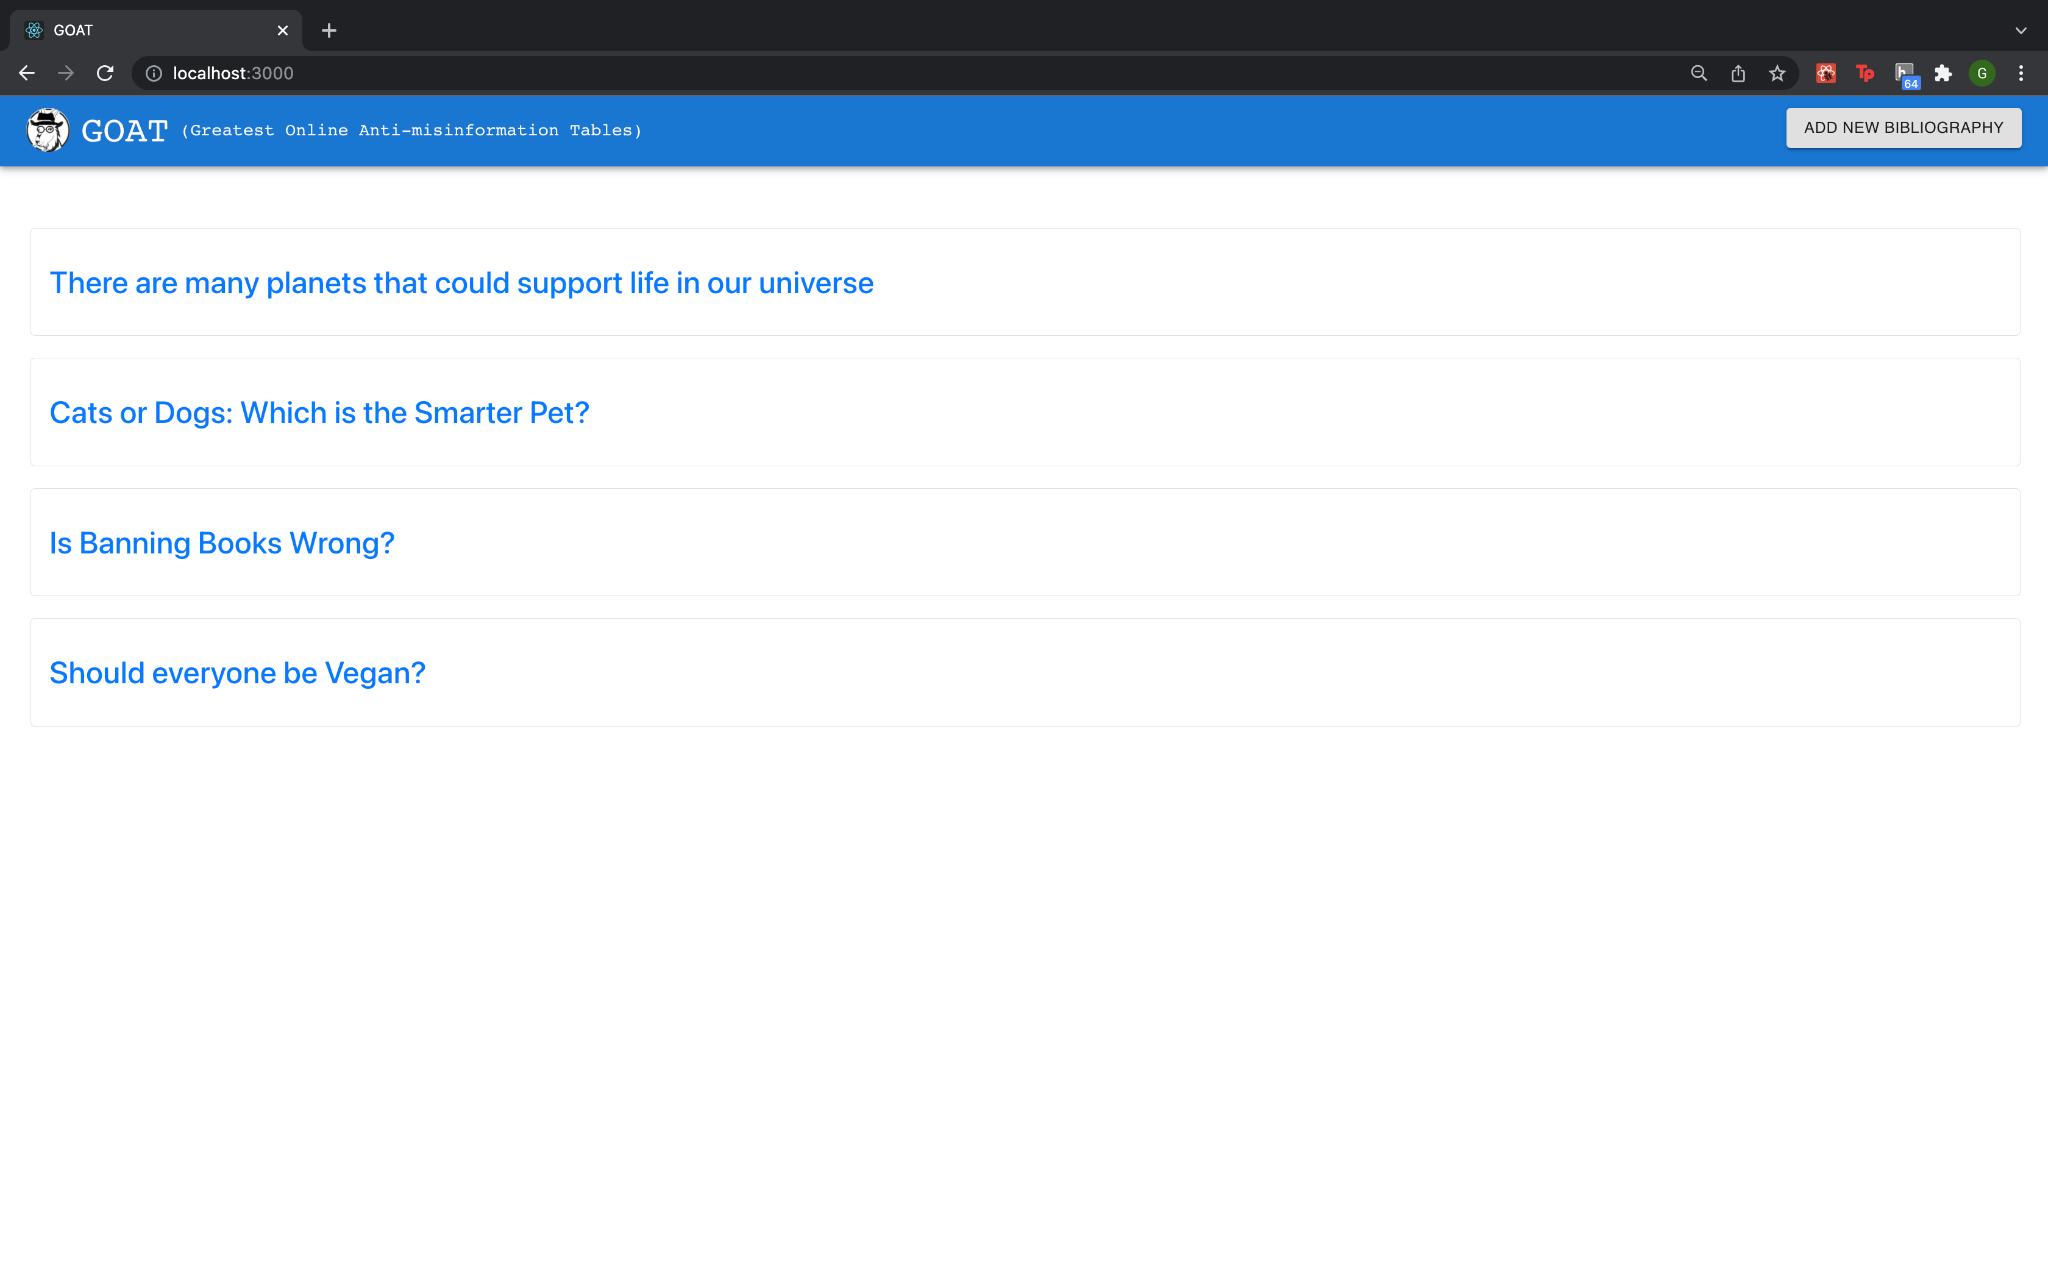 GOAT
localhost:3000
Tp
h
64
G
GOAT (Greatest Online Anti-misinformation Tables)
ADD NEW BIBLIOGRAPHY
There are many planets that could support life in our universe
Cats or Dogs: Which is the Smarter Pet?
Is Banning Books Wrong?
Should everyone be Vegan?